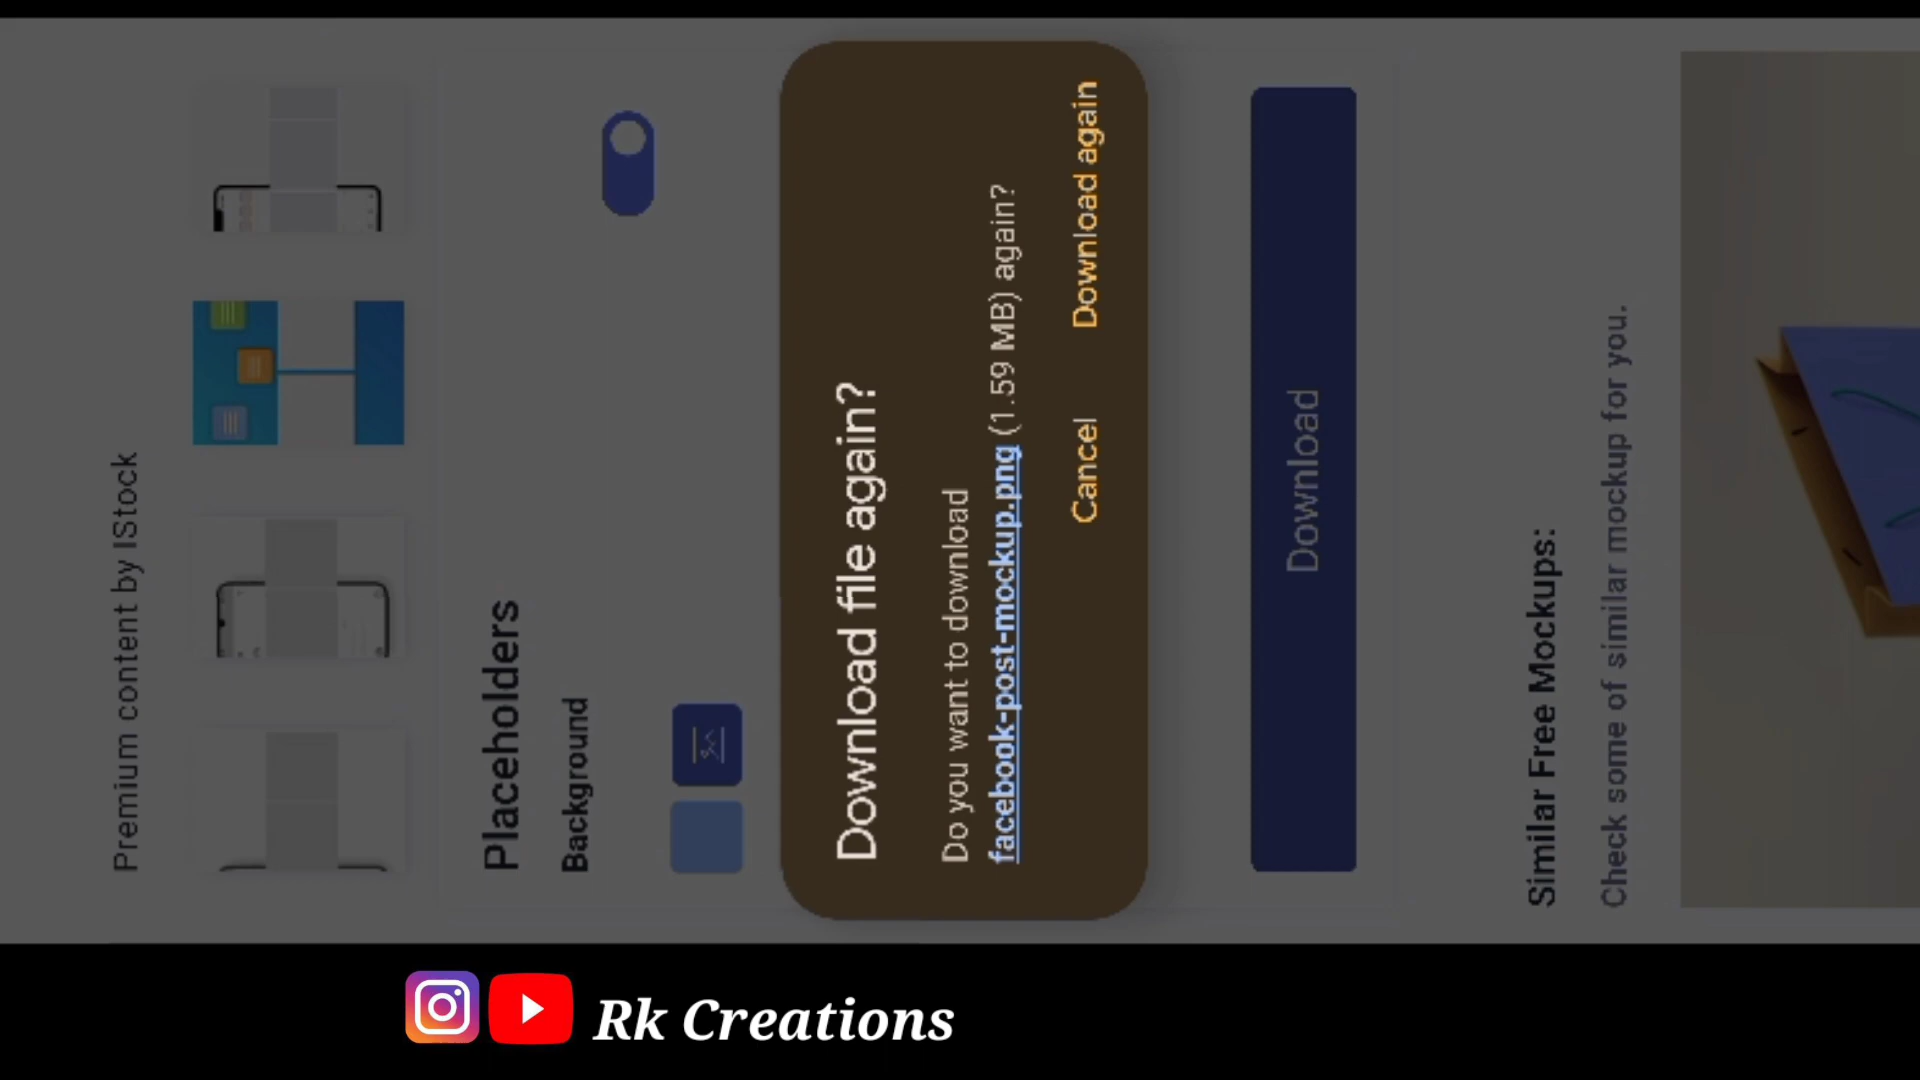 Premium content by IStock
Placeholders
Background
Download file again?
Do you want to download
facebook-post-mockup.png (1.59 MB) again?
Cancel
Download again
Download
Similar Free Mockups:
Check some of similar mockup for you.
Rk Creations